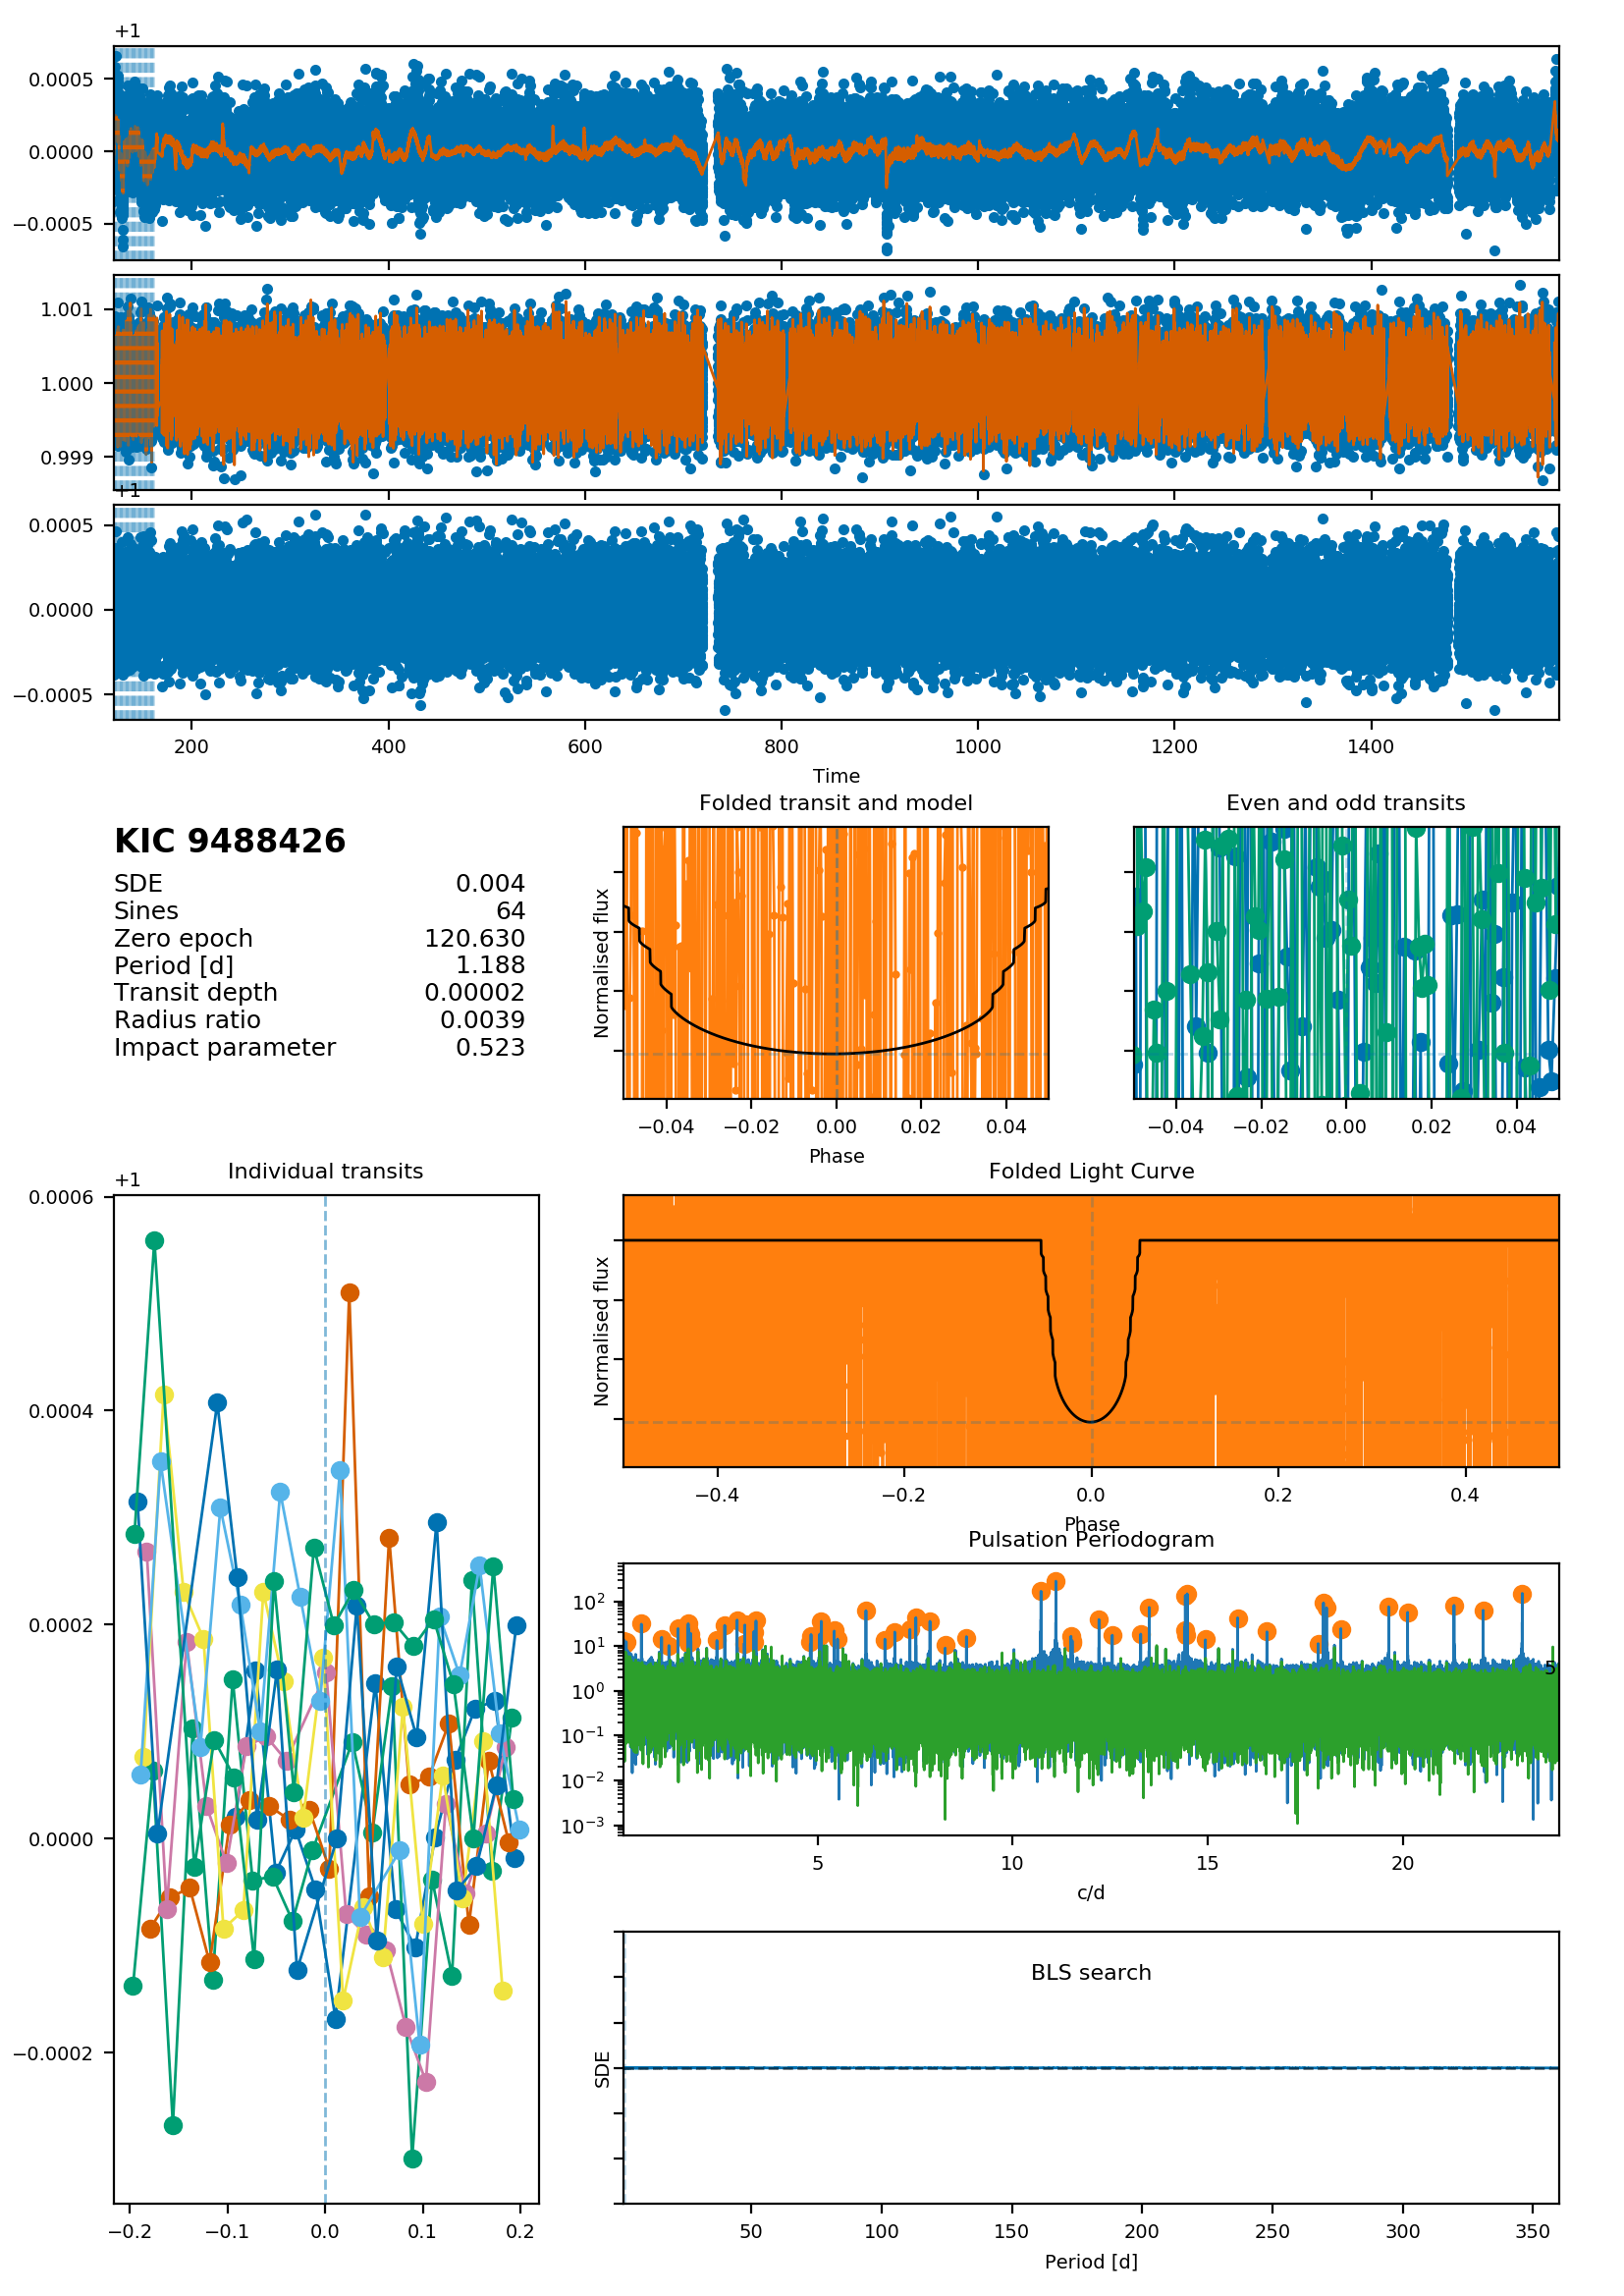 +1
0.0005
0.0000
−0.0005
1.001
1.000
0.999
+1
0.0005
0.0000
−0.0005
200 400 600 800 1000 1200 1400
Time
KIC 9488426
SDE 0.004
Sines 64
Zero epoch 120.630
Period [d] 1.188
Transit depth 0.00002
Radius ratio 0.0039
Impact parameter 0.523
Folded transit and model
Normalised flux
−0.04 −0.02 0.00 0.02 0.04
Phase
Even and odd transits
−0.04 −0.02 0.00 0.02 0.04
Individual transits
+1
0.0006
0.0004
0.0002
0.0000
−0.0002
−0.2 −0.1 0.0 0.1 0.2
Folded Light Curve
Normalised flux
−0.4 −0.2 0.0 0.2 0.4
Phase
Pulsation Periodogram
10²
10¹
10⁰
10⁻¹
10⁻²
10⁻³
5
5 10 15 20
c/d
BLS search
SDE
50 100 150 200 250 300 350
Period [d]